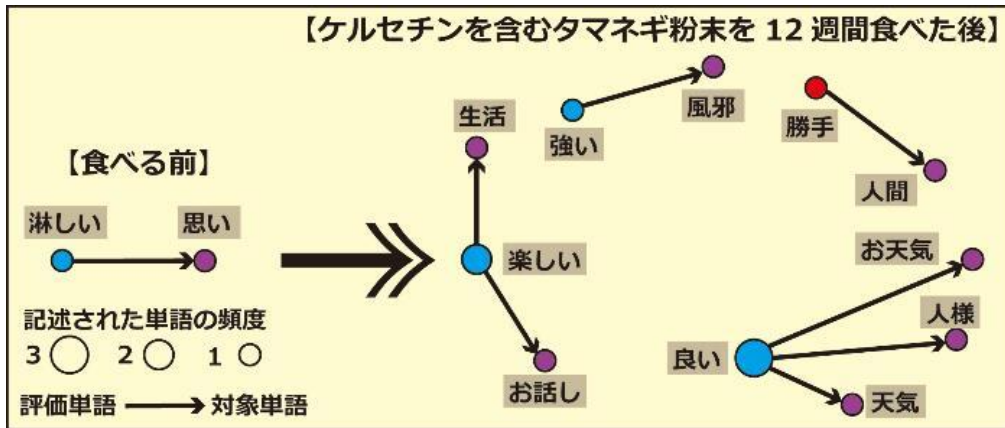 【ケルセチンを含むタマネギ粉末を 12 週間食べた後】
【食べる前】
淋しい
思い
記述された単語の頻度
3 2 1
評価単語 対象単語
生活
楽しい
お話し
強い
風邪
勝手
人間
良い
お天気
人様
天気